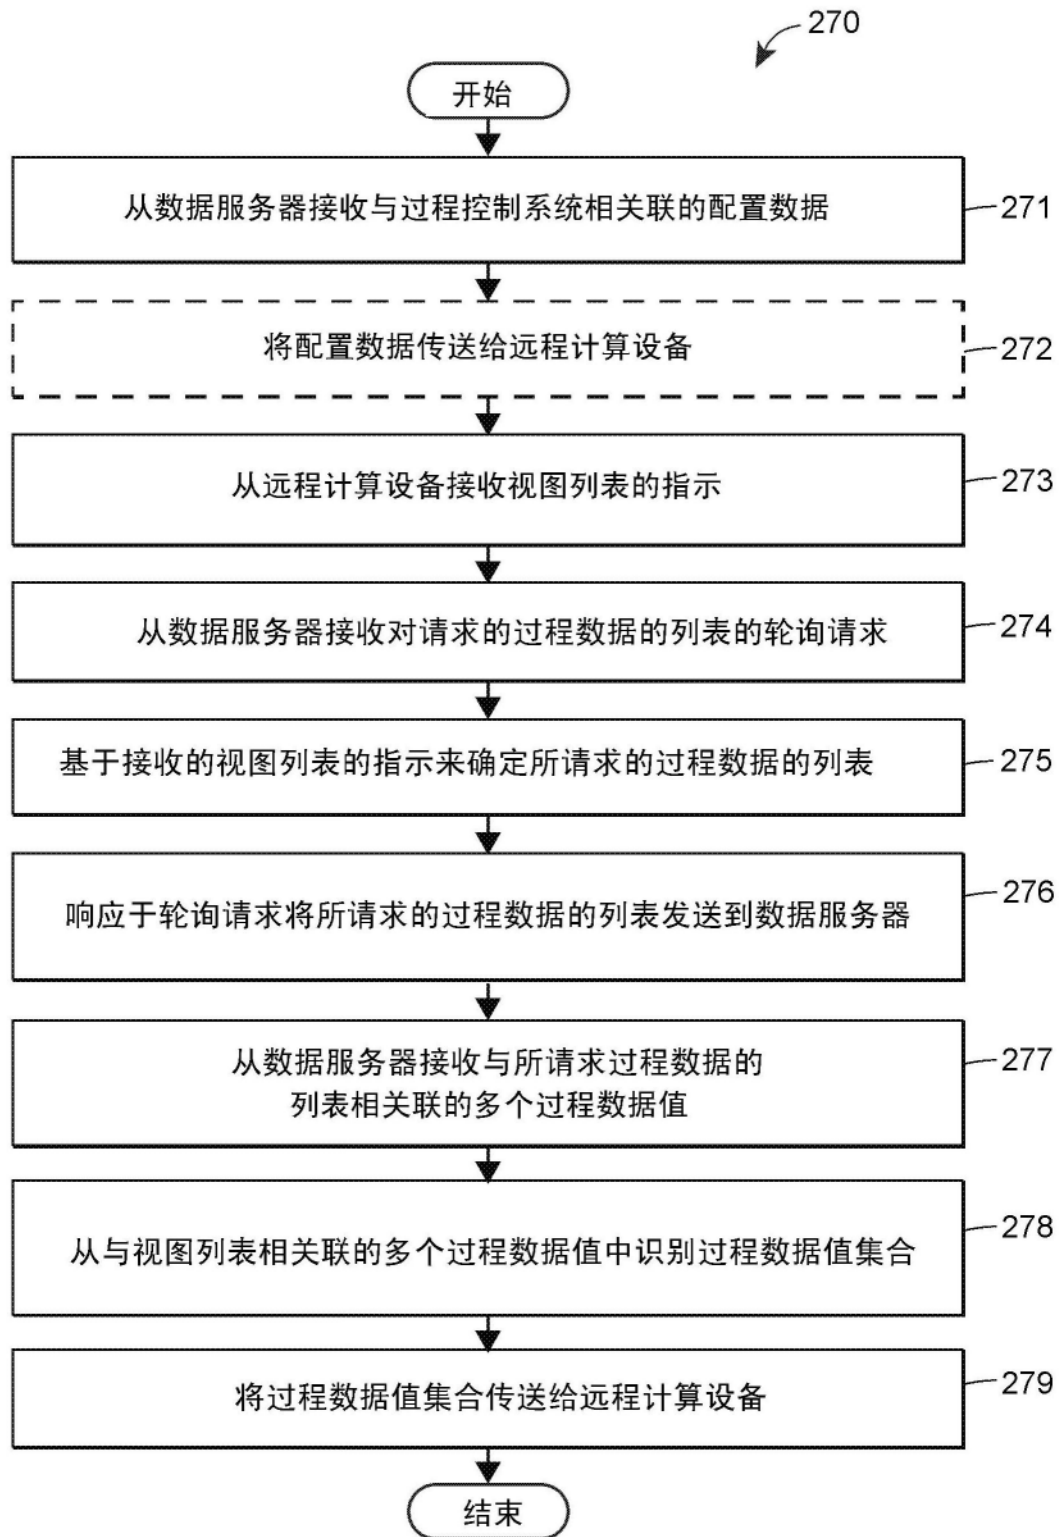 270
开始
从数据服务器接收与过程控制系统相关联的配置数据
271
将配置数据传送给远程计算设备
272
从远程计算设备接收视图列表的指示
273
从数据服务器接收对请求的过程数据的列表的轮询请求
274
基于接收的视图列表的指示来确定所请求的过程数据的列表
275
响应于轮询请求将所请求的过程数据的列表发送到数据服务器
276
从数据服务器接收与所请求过程数据的
列表相关联的多个过程数据值
277
从与视图列表相关联的多个过程数据值中识别过程数据值集合
278
将过程数据值集合传送给远程计算设备
279
结束